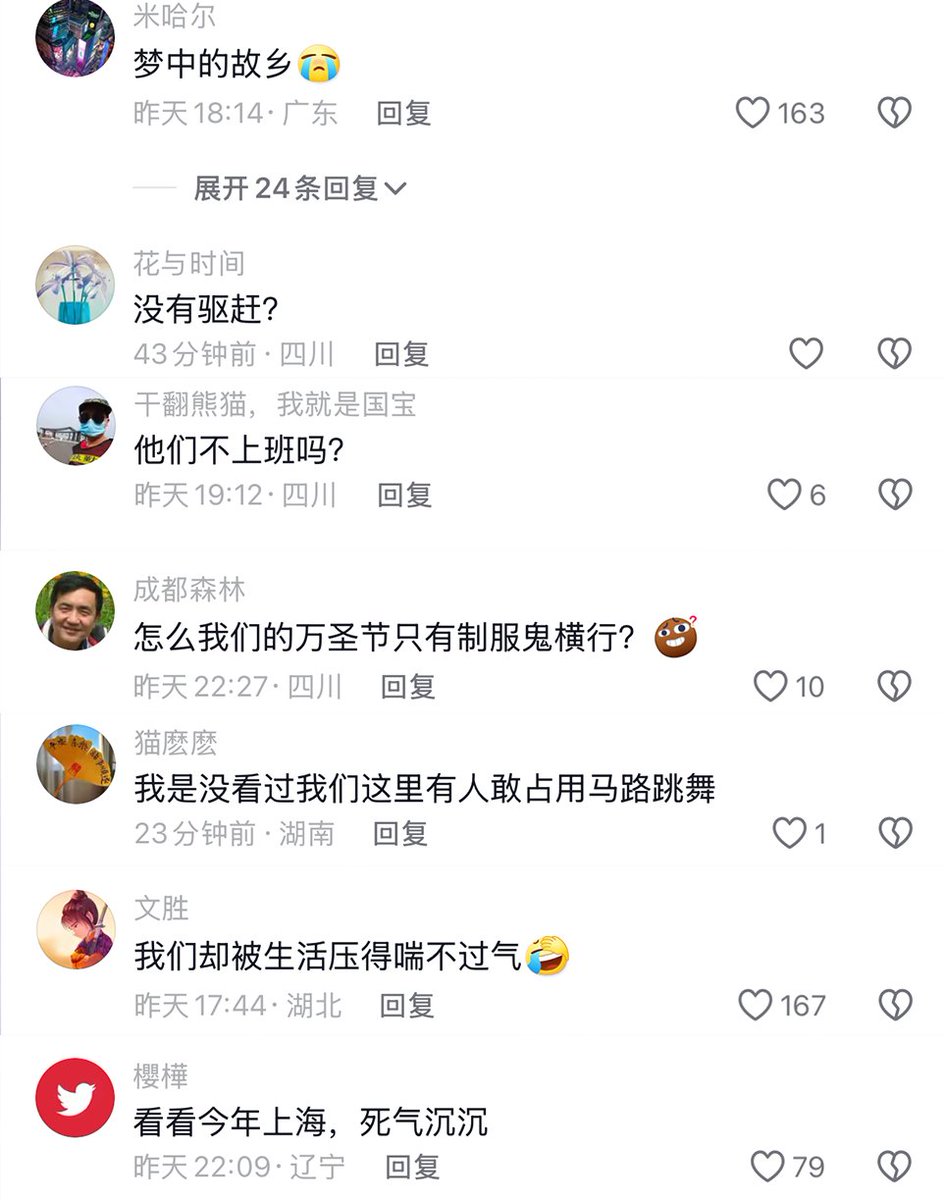 米哈尔
梦中的故乡
昨天 18:14 · 广东 回复 163
展开 24 条回复
花与时间
没有驱赶?
43 分钟前 · 四川 回复
干翻熊猫，我就是国宝
他们不上班吗?
昨天 19:12 · 四川 回复 6
成都森林
怎么我们的万圣节只有制服鬼横行?
昨天 22:27 · 四川 回复 10
猫麽麽
我是没看过我们这里有人敢占用马路跳舞
23 分钟前 · 湖南 回复 1
文胜
我们却被生活压得喘不过气
昨天 17:44 · 湖北 回复 167
櫻樺
看看今年上海，死气沉沉
昨天 22:09 · 辽宁 回复 79